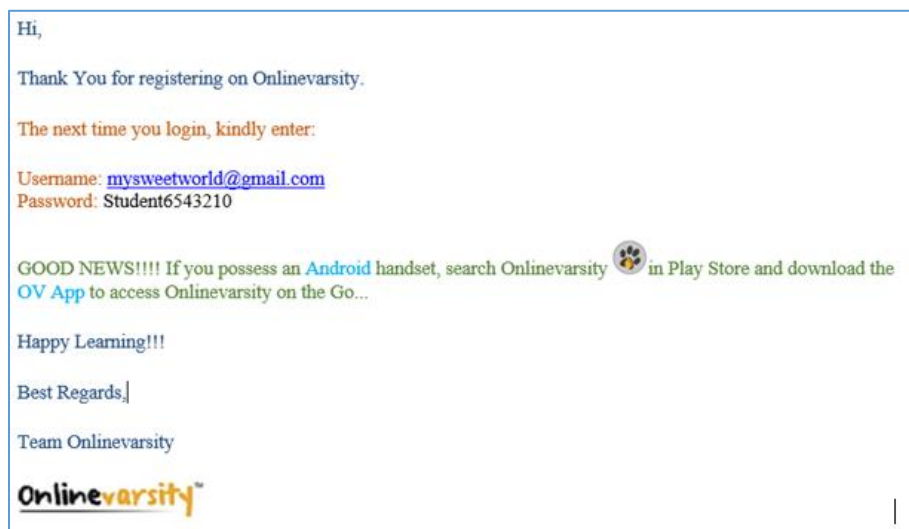 Hi,
Thank You for registering on Onlinevarsity.
The next time you login, kindly enter:
Username: mysweetworld@gmail.com
Password: Student6543210
GOOD NEWS!!!! If you possess an Android handset, search Onlinevarsity in Play Store and download the
OV App to access Onlinevarsity on the Go...
Happy Learning!!!
Best Regards,
Team Onlinevarsity
Onlinevarsity™